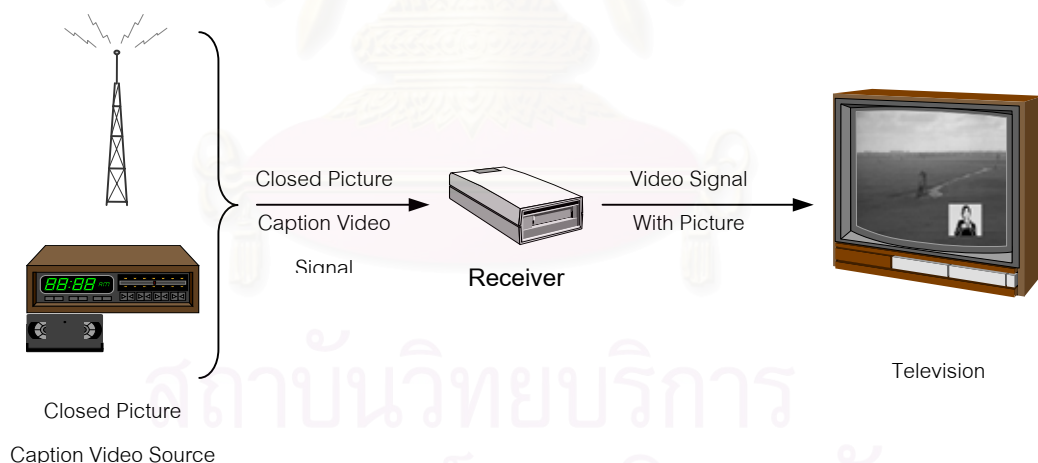 Closed Picture
Caption Video
Signal
Receiver
Video Signal
With Picture
Television
88:88 AM
Closed Picture
Caption Video Source
สถาบันวิทยบริการ